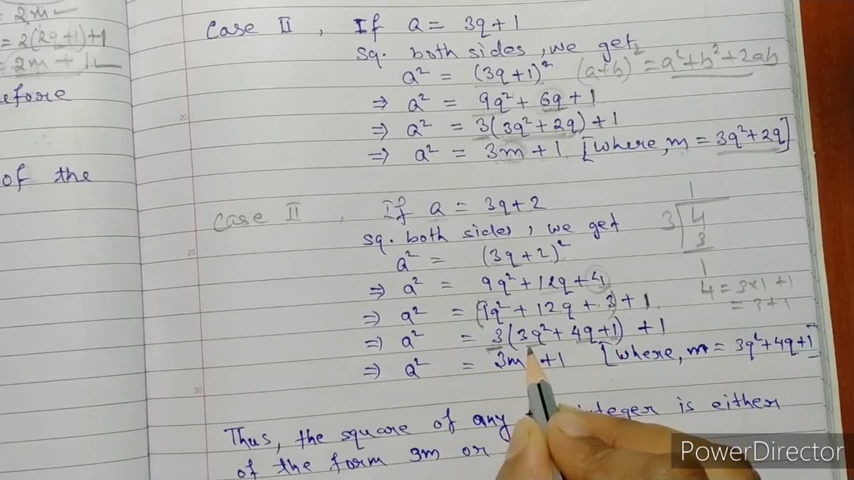 = 2m
= 2(2q+1)+1
= 2m + 1
of the
Case II , If a = 3q+1
sq. both sides, we get
a² = (3q+1)² (a+b)² = a²+b²+2ab
⇒ a² = 9q²+6q+1
⇒ a² = 3(3q²+2q)+1
⇒ a² = 3m+1 [where, m = 3q²+2q]
Case II , If a = 3q+2
sq. both sides, we get
a² = (3q+2)²
⇒ a² = 9q²+12q+4
⇒ a² = (9q²+12q+3)+1
⇒ a² = 3(3q²+4q+1)+1
⇒ a² = 3m+1 [where, m = 3q²+4q+1]
1
3 4
3
1
4 = 3×1+1
= 3+1
Thus, the square of any integer is either
of the form 3m or
PowerDirector